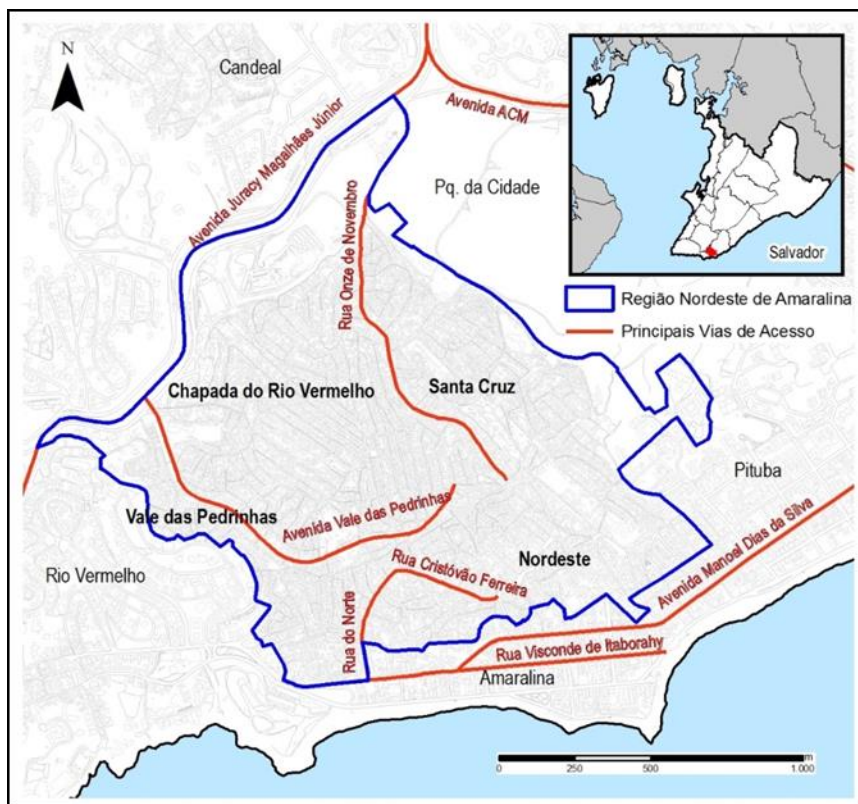 N
Candeal
Avenida ACM
Avenida Juracy Magalhães Júnior
Pq. da Cidade
Salvador
Rua Onze de Novembro
Região Nordeste de Amaralina
Principais Vias de Acesso
Chapada do Rio Vermelho
Santa Cruz
Pituba
Vale das Pedrinhas
Avenida Vale das Pedrinhas
Avenida Manoel Dias da Silva
Rio Vermelho
Nordeste
Rua Cristóvão Ferreira
Rua do Norte
Rua Visconde de Itaborahy
Amaralina
m
0 250 500 1.000